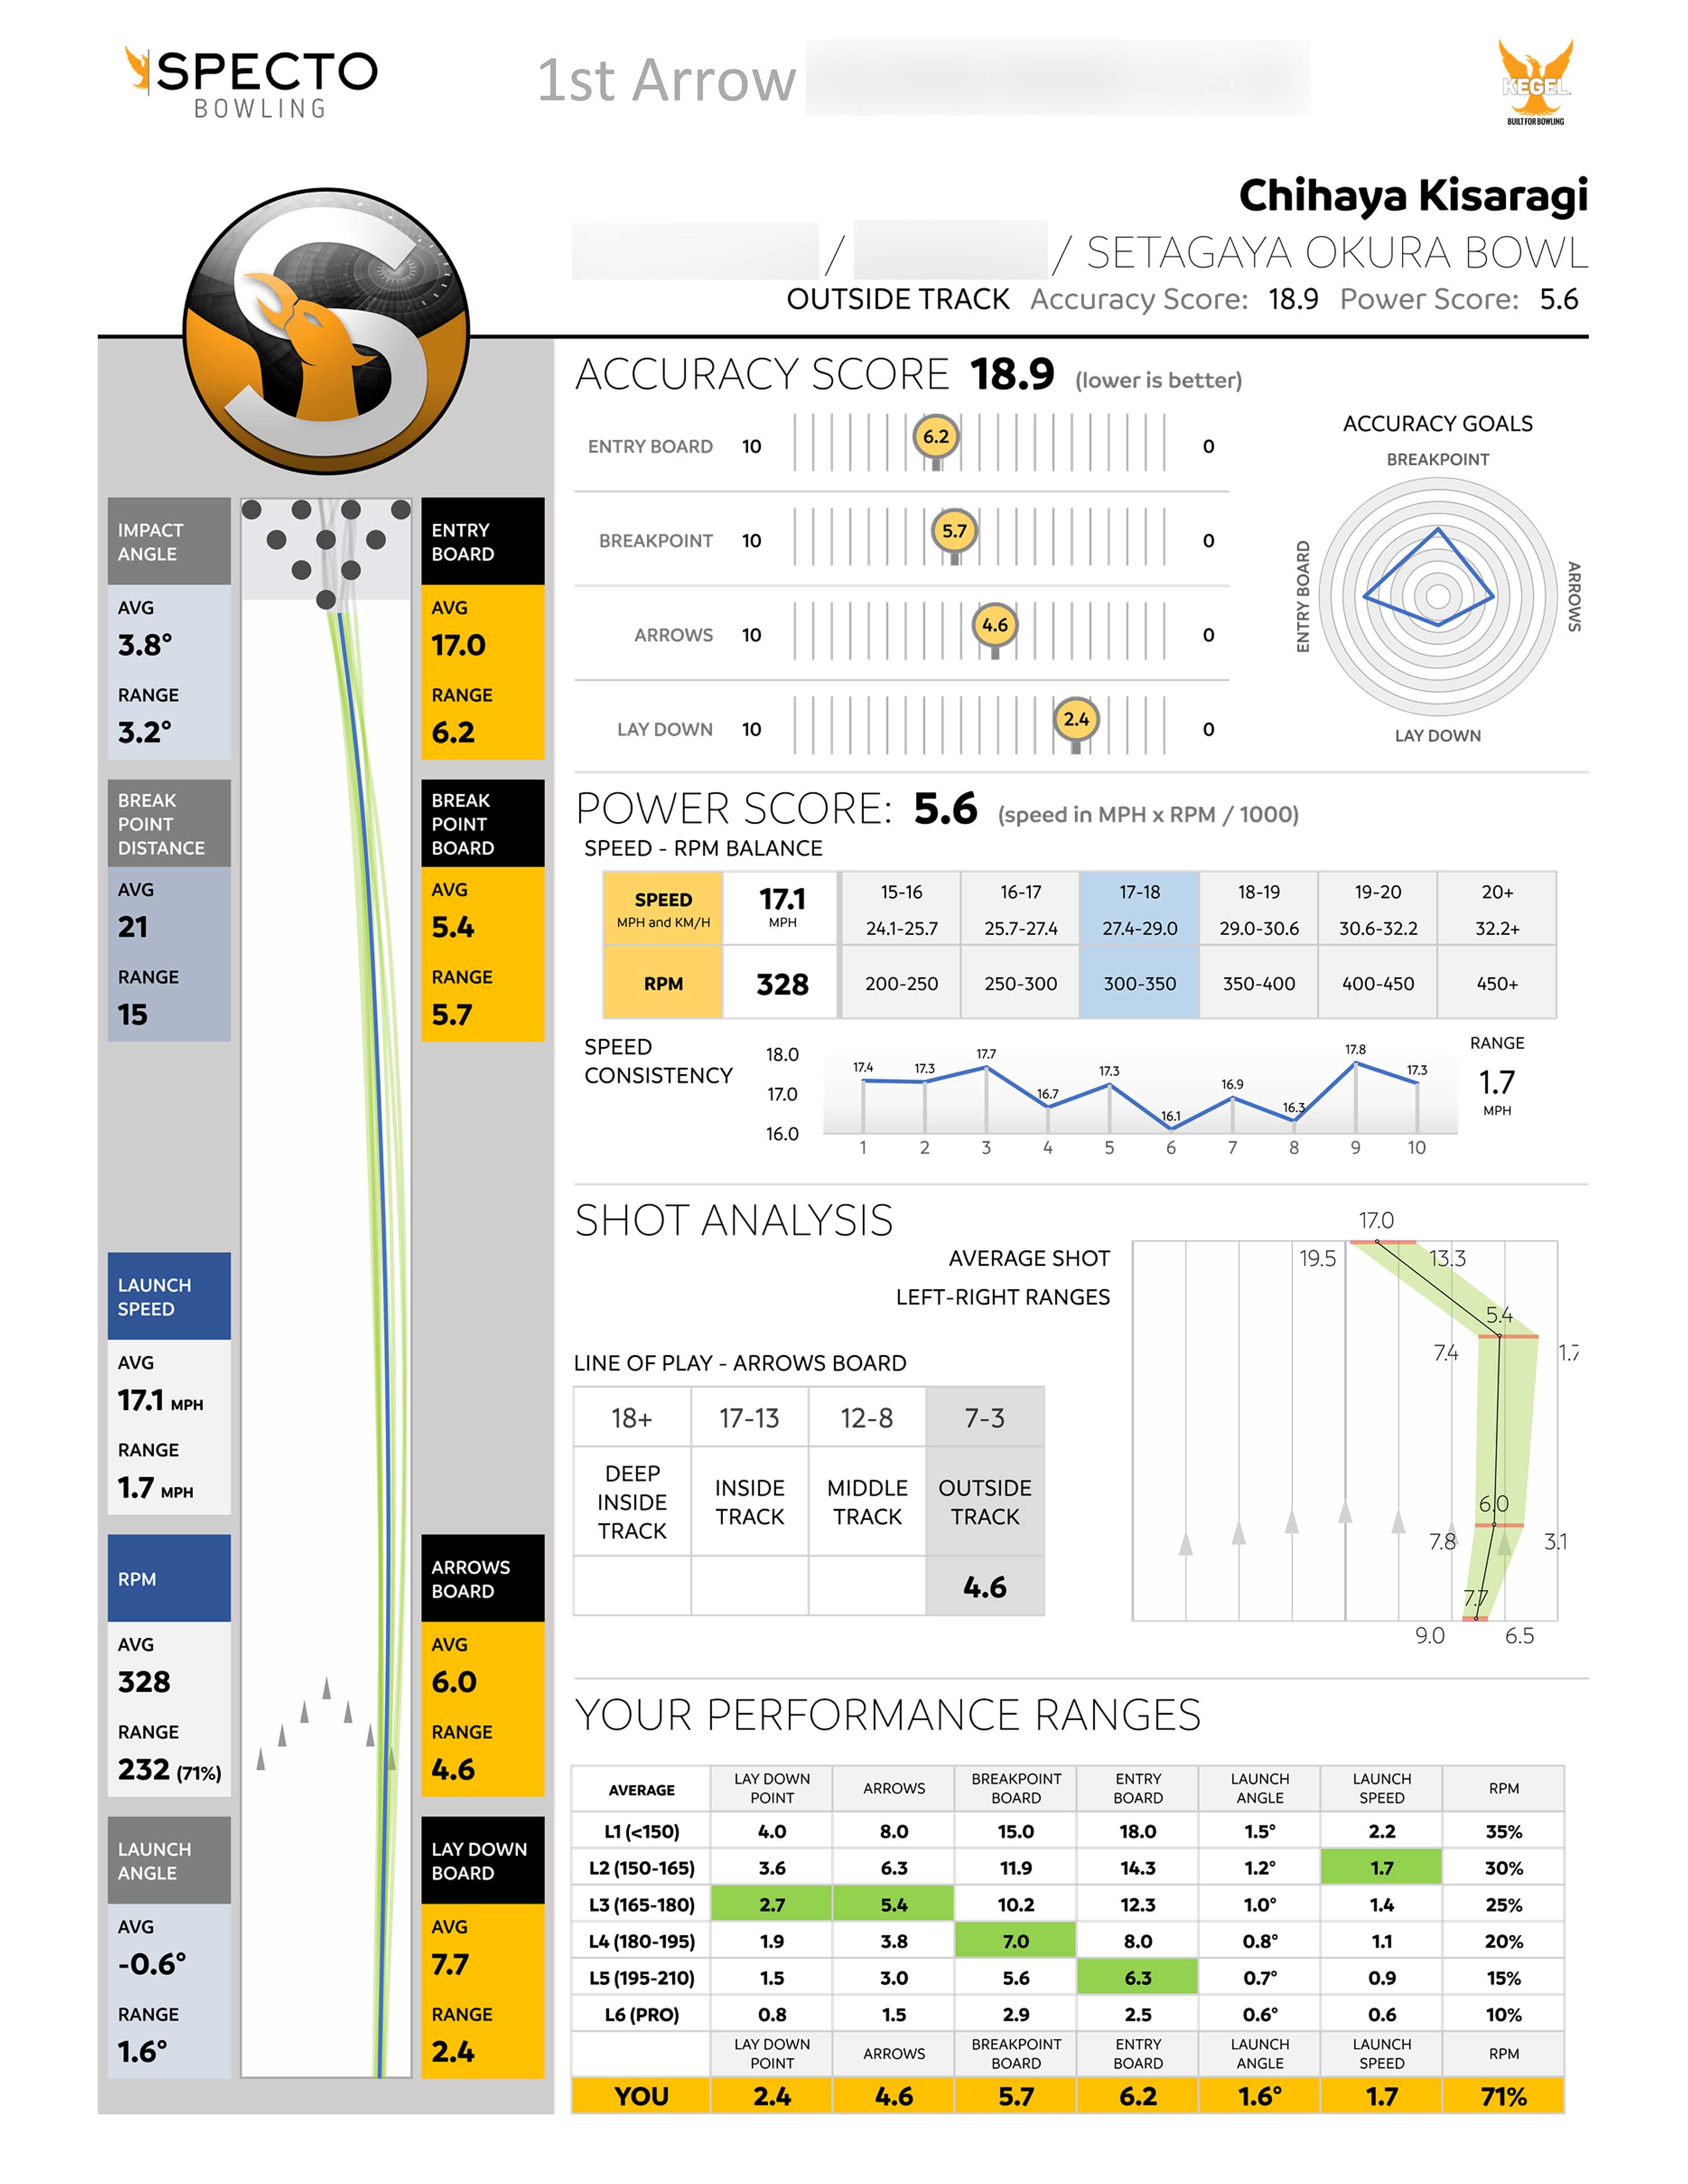 SPECTO
BOWLING
1st Arrow
KEGEL
BUILT FOR BOWLING
Chihaya Kisaragi
/ / SETAGAYA OKURA BOWL
OUTSIDE TRACK Accuracy Score: 18.9 Power Score: 5.6
IMPACT
ANGLE
AVG
3.8°
RANGE
3.2°
ENTRY
BOARD
AVG
17.0
RANGE
6.2
BREAK
POINT
DISTANCE
AVG
21
RANGE
15
BREAK
POINT
BOARD
AVG
5.4
RANGE
5.7
LAUNCH
SPEED
AVG
17.1 MPH
RANGE
1.7 MPH
RPM
AVG
328
RANGE
232 (71%)
ARROWS
BOARD
AVG
6.0
RANGE
4.6
LAUNCH
ANGLE
AVG
-0.6°
RANGE
1.6°
LAY DOWN
BOARD
AVG
7.7
RANGE
2.4
ACCURACY SCORE 18.9 (lower is better)
ENTRY BOARD 10 6.2 0
BREAKPOINT 10 5.7 0
ARROWS 10 4.6 0
LAY DOWN 10 2.4 0
ACCURACY GOALS
BREAKPOINT
ENTRY BOARD
ARROWS
LAY DOWN
POWER SCORE: 5.6 (speed in MPH x RPM / 1000)
SPEED - RPM BALANCE
SPEED 17.1 15-16 16-17 17-18 18-19 19-20 20+
MPH and KM/H MPH 24.1-25.7 25.7-27.4 27.4-29.0 29.0-30.6 30.6-32.2 32.2+
RPM 328 200-250 250-300 300-350 350-400 400-450 450+
SPEED
CONSISTENCY
18.0
17.0
16.0
17.4 17.3 17.7 16.7 17.3 16.1 16.9 16.3 17.8 17.3
1 2 3 4 5 6 7 8 9 10
RANGE
1.7
MPH
SHOT ANALYSIS
AVERAGE SHOT
LEFT-RIGHT RANGES
17.0
19.5 13.3
5.4
7.4 1.7
6.0
7.8 3.1
7.7
9.0 6.5
LINE OF PLAY - ARROWS BOARD
18+ 17-13 12-8 7-3
DEEP
INSIDE
TRACK
INSIDE
TRACK
MIDDLE
TRACK
OUTSIDE
TRACK
4.6
YOUR PERFORMANCE RANGES
AVERAGE LAY DOWN POINT ARROWS BREAKPOINT BOARD ENTRY BOARD LAUNCH ANGLE LAUNCH SPEED RPM
L1 (<150) 4.0 8.0 15.0 18.0 1.5° 2.2 35%
L2 (150-165) 3.6 6.3 11.9 14.3 1.2° 1.7 30%
L3 (165-180) 2.7 5.4 10.2 12.3 1.0° 1.4 25%
L4 (180-195) 1.9 3.8 7.0 8.0 0.8° 1.1 20%
L5 (195-210) 1.5 3.0 5.6 6.3 0.7° 0.9 15%
L6 (PRO) 0.8 1.5 2.9 2.5 0.6° 0.6 10%
LAY DOWN POINT ARROWS BREAKPOINT BOARD ENTRY BOARD LAUNCH ANGLE LAUNCH SPEED RPM
YOU 2.4 4.6 5.7 6.2 1.6° 1.7 71%